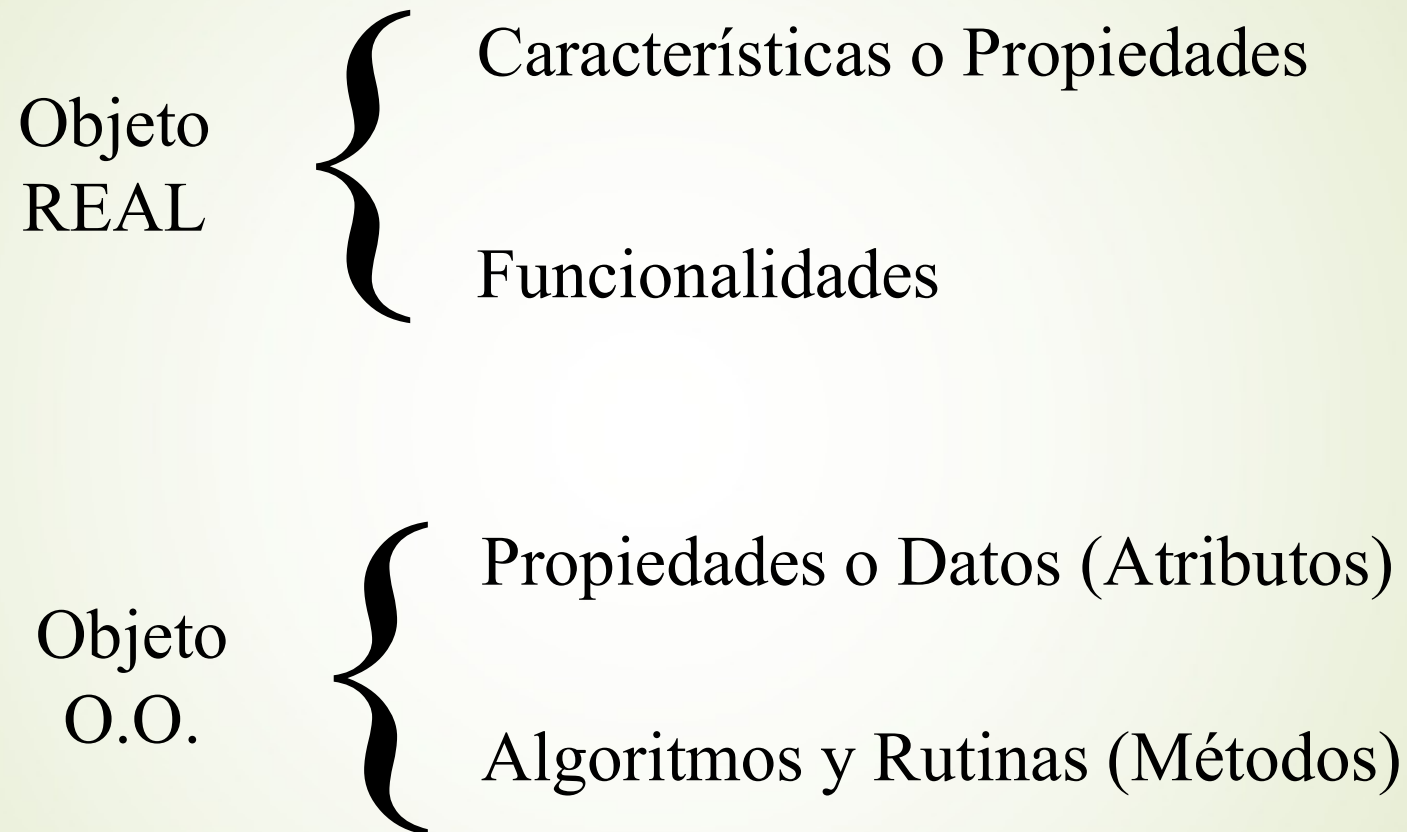 Objeto
REAL
Características o Propiedades
Funcionalidades
Objeto
O.O.
Propiedades o Datos (Atributos)
Algoritmos y Rutinas (Métodos)